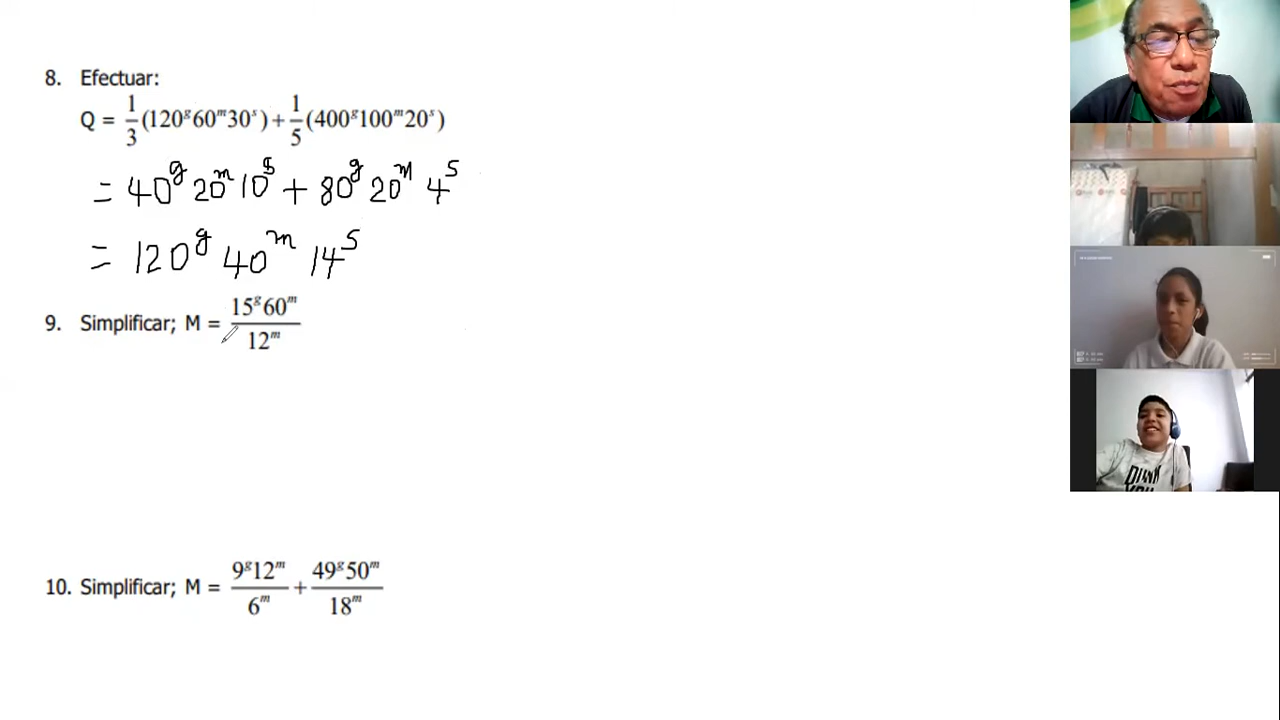 8. Efectuar:
Q = 1/3 (120^g 60^m 30^s) + 1/5 (400^g 100^m 20^s)
= 40^g 20^m 10^s + 80^g 20^m 4^s
= 120^g 40^m 14^s
9. Simplificar; M = 15^g 60^m / 12^m
10. Simplificar; M = 9^g 12^m / 6^m + 49^g 50^m / 18^m